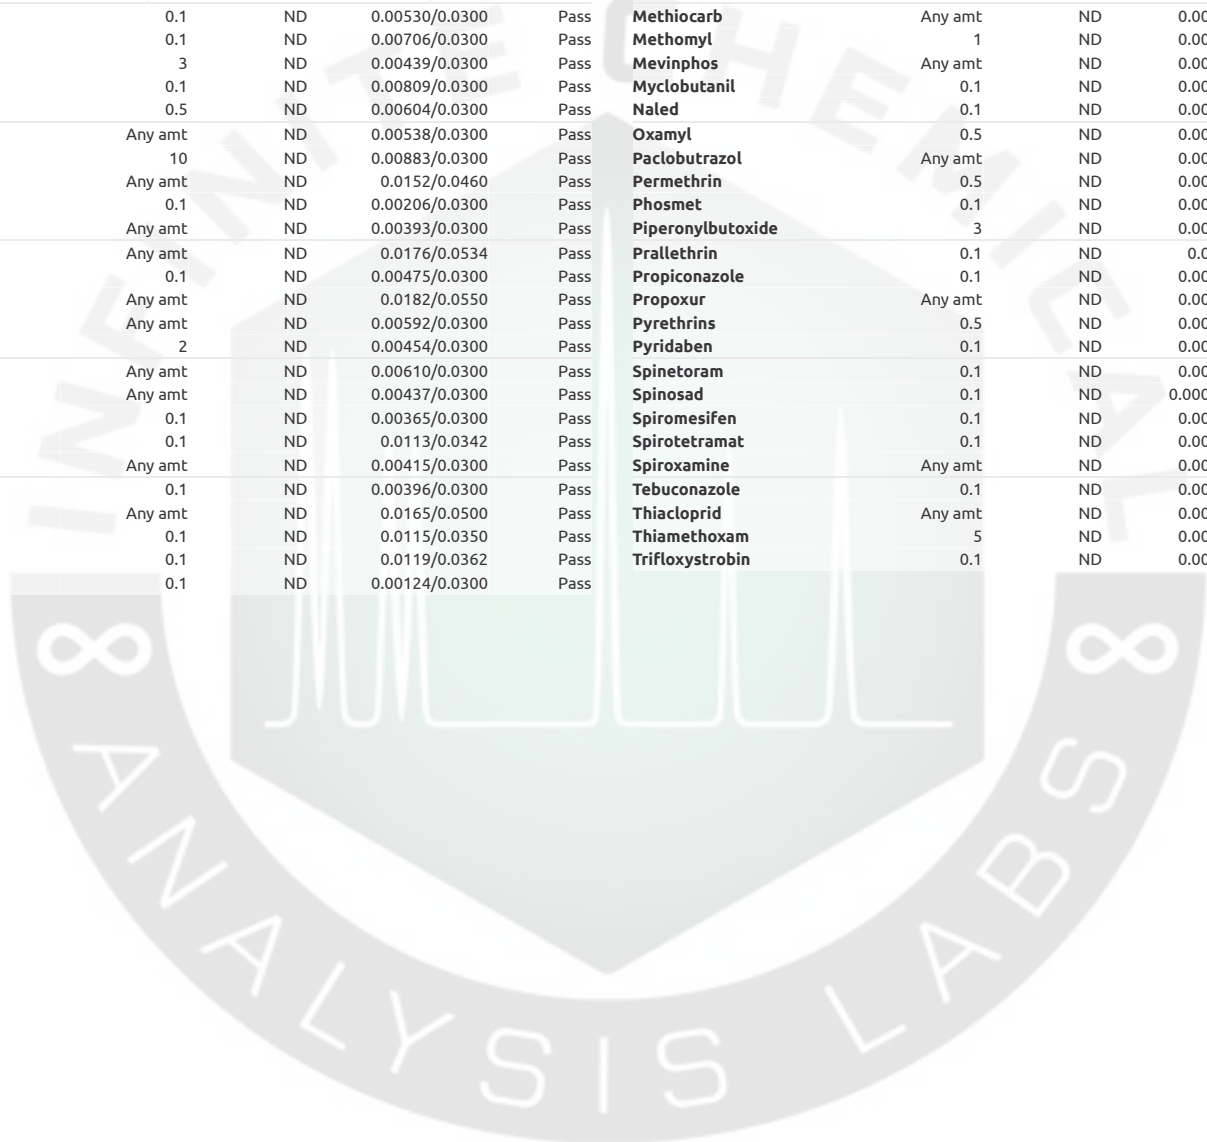 0.1 ND 0.00530/0.0300 Pass Methiocarb Any amt ND 0.00
0.1 ND 0.00706/0.0300 Pass Methomyl 1 ND 0.00
3 ND 0.00439/0.0300 Pass Mevinphos Any amt ND 0.00
0.1 ND 0.00809/0.0300 Pass Myclobutanil 0.1 ND 0.00
0.5 ND 0.00604/0.0300 Pass Naled 0.1 ND 0.00
Any amt ND 0.00538/0.0300 Pass Oxamyl 0.5 ND 0.00
10 ND 0.00883/0.0300 Pass Paclobutrazol Any amt ND 0.00
Any amt ND 0.0152/0.0460 Pass Permethrin 0.5 ND 0.00
0.1 ND 0.00206/0.0300 Pass Phosmet 0.1 ND 0.00
Any amt ND 0.00393/0.0300 Pass Piperonylbutoxide 3 ND 0.00
Any amt ND 0.0176/0.0534 Pass Prallethrin 0.1 ND 0.0
0.1 ND 0.00475/0.0300 Pass Propiconazole 0.1 ND 0.00
Any amt ND 0.0182/0.0550 Pass Propoxur Any amt ND 0.00
Any amt ND 0.00592/0.0300 Pass Pyrethrins 0.5 ND 0.00
2 ND 0.00454/0.0300 Pass Pyridaben 0.1 ND 0.00
Any amt ND 0.00610/0.0300 Pass Spinetoram 0.1 ND 0.00
Any amt ND 0.00437/0.0300 Pass Spinosad 0.1 ND 0.000
0.1 ND 0.00365/0.0300 Pass Spiromesifen 0.1 ND 0.00
0.1 ND 0.0113/0.0342 Pass Spirotetramat 0.1 ND 0.00
Any amt ND 0.00415/0.0300 Pass Spiroxamine Any amt ND 0.00
0.1 ND 0.00396/0.0300 Pass Tebuconazole 0.1 ND 0.00
Any amt ND 0.0165/0.0500 Pass Thiacloprid Any amt ND 0.00
0.1 ND 0.0115/0.0350 Pass Thiamethoxam 5 ND 0.00
0.1 ND 0.0119/0.0362 Pass Trifloxystrobin 0.1 ND 0.00
0.1 ND 0.00124/0.0300 Pass
INFINITE CHEMICAL
ANALYSIS LABS